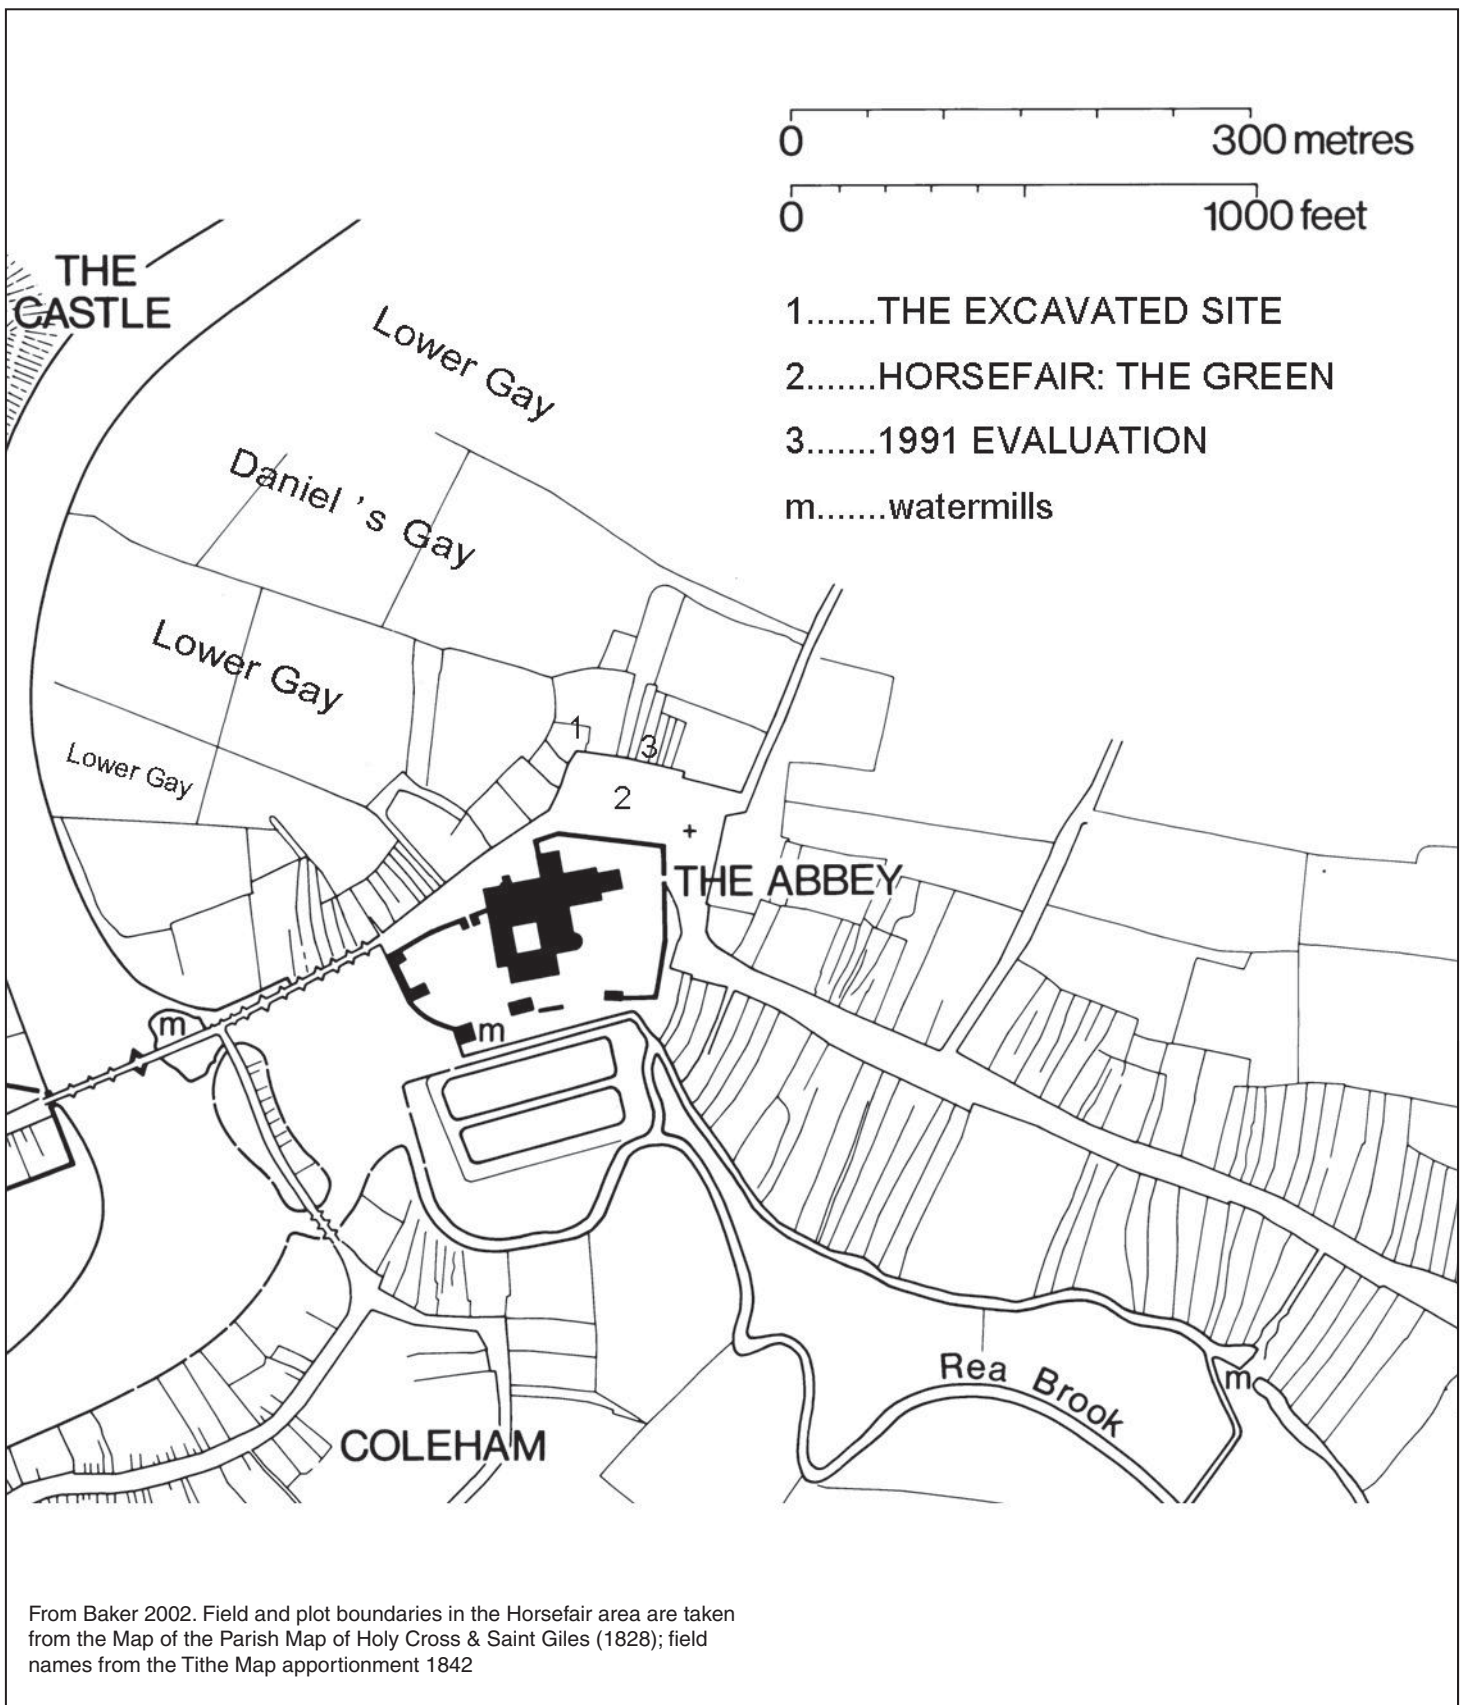 0 300 metres
0 1000 feet
THE
CASTLE
1.......THE EXCAVATED SITE
2.......HORSEFAIR: THE GREEN
3.......1991 EVALUATION
m.......watermills
Lower Gay
Daniel 's Gay
Lower Gay
Lower Gay
1
3
2
+
THE ABBEY
m
m
Rea Brook
m
COLEHAM
From Baker 2002. Field and plot boundaries in the Horsefair area are taken
from the Map of the Parish Map of Holy Cross & Saint Giles (1828); field
names from the Tithe Map apportionment 1842